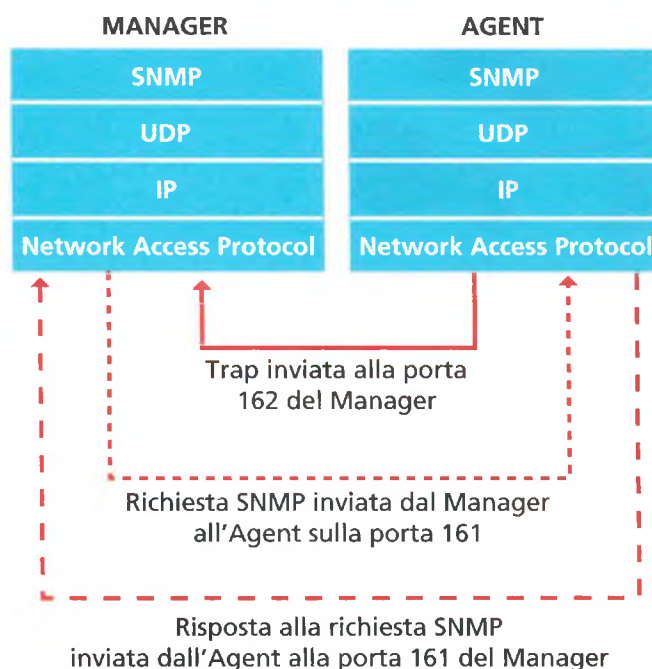 MANAGER
AGENT
SNMP
SNMP
UDP
UDP
IP
IP
Network Access Protocol
Network Access Protocol
Trap inviata alla porta
162 del Manager
Richiesta SNMP inviata dal Manager
all'Agent sulla porta 161
Risposta alla richiesta SNMP
inviata dall'Agent alla porta 161 del Manager